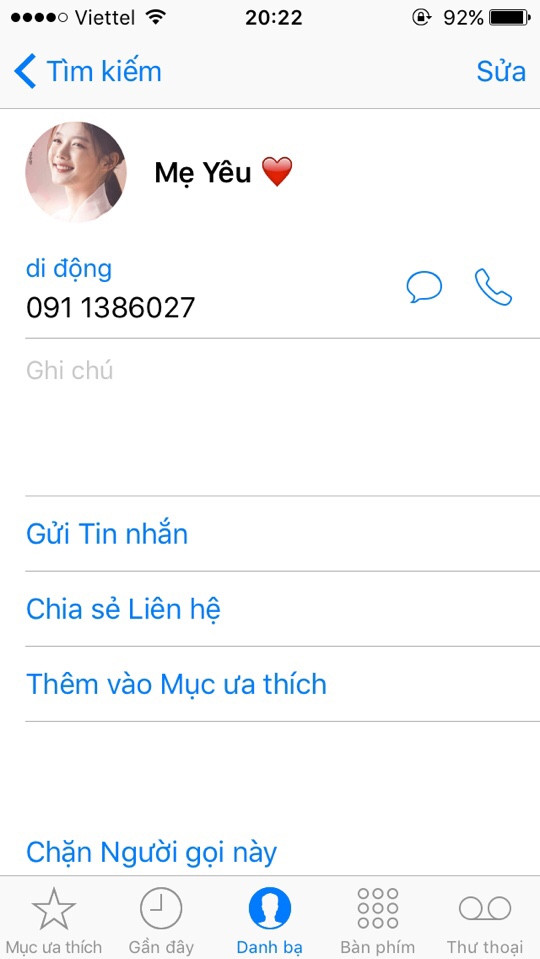 Viettel 20:22 92%
Tìm kiếm Sửa
Mẹ Yêu ❤️
di động
091 1386027
Ghi chú
Gửi Tin nhắn
Chia sẻ Liên hệ
Thêm vào Mục ưa thích
Chặn Người gọi này
Mục ưa thích Gần đây Danh bạ Bàn phím Thư thoại